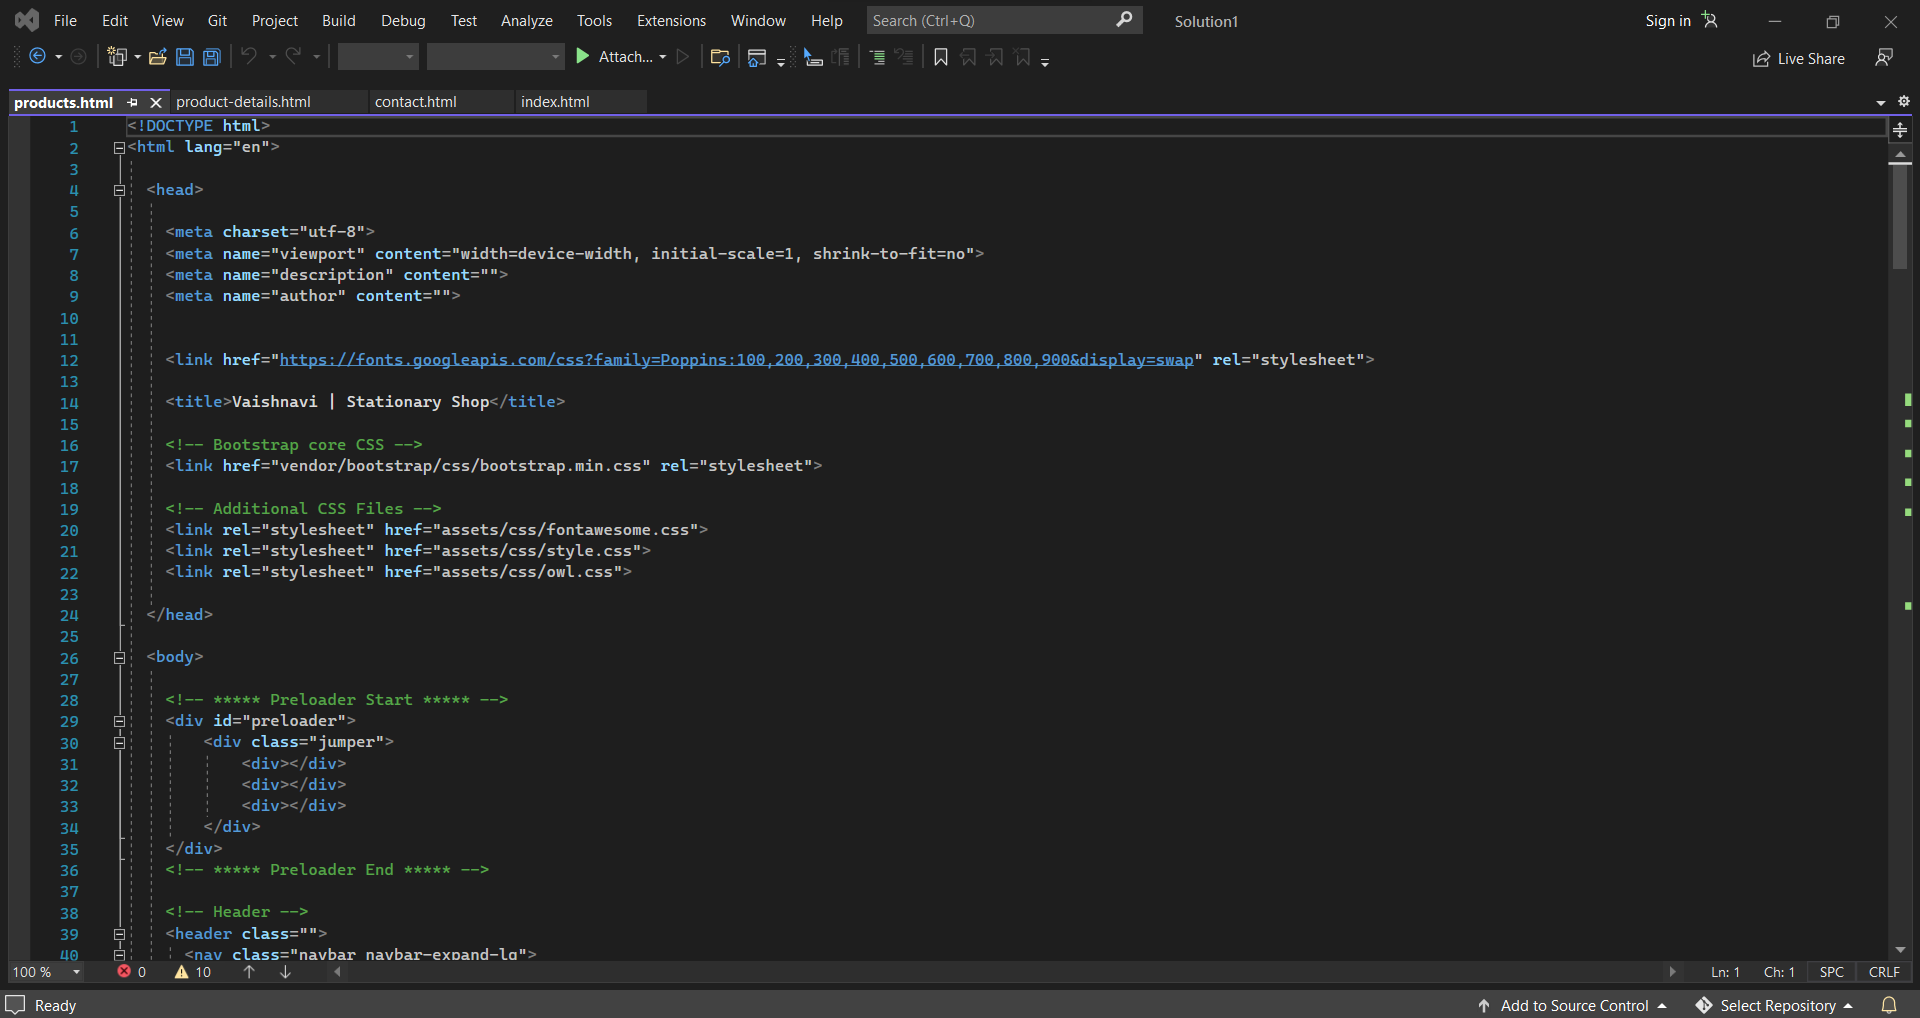 File Edit View Git Project Build Debug Test Analyze Tools Extensions Window Help Search (Ctrl+Q) Solution1 Sign in
Attach... Live Share
products.html product-details.html contact.html index.html
1 <!DOCTYPE html>
2 <html lang="en">
3
4 <head>
5
6 <meta charset="utf-8">
7 <meta name="viewport" content="width=device-width, initial-scale=1, shrink-to-fit=no">
8 <meta name="description" content="">
9 <meta name="author" content="">
10
11
12 <link href="https://fonts.googleapis.com/css?family=Poppins:100,200,300,400,500,600,700,800,900&display=swap" rel="stylesheet">
13
14 <title>Vaishnavi | Stationary Shop</title>
15
16 <!-- Bootstrap core CSS -->
17 <link href="vendor/bootstrap/css/bootstrap.min.css" rel="stylesheet">
18
19 <!-- Additional CSS Files -->
20 <link rel="stylesheet" href="assets/css/fontawesome.css">
21 <link rel="stylesheet" href="assets/css/style.css">
22 <link rel="stylesheet" href="assets/css/owl.css">
23
24 </head>
25
26 <body>
27
28 <!-- ***** Preloader Start ***** -->
29 <div id="preloader">
30 <div class="jumper">
31 <div></div>
32 <div></div>
33 <div></div>
34 </div>
35 </div>
36 <!-- ***** Preloader End ***** -->
37
38 <!-- Header -->
39 <header class="">
40 <nav class="navbar navbar-expand-lg">
100 % 0 10 Ln: 1 Ch: 1 SPC CRLF
Ready Add to Source Control Select Repository